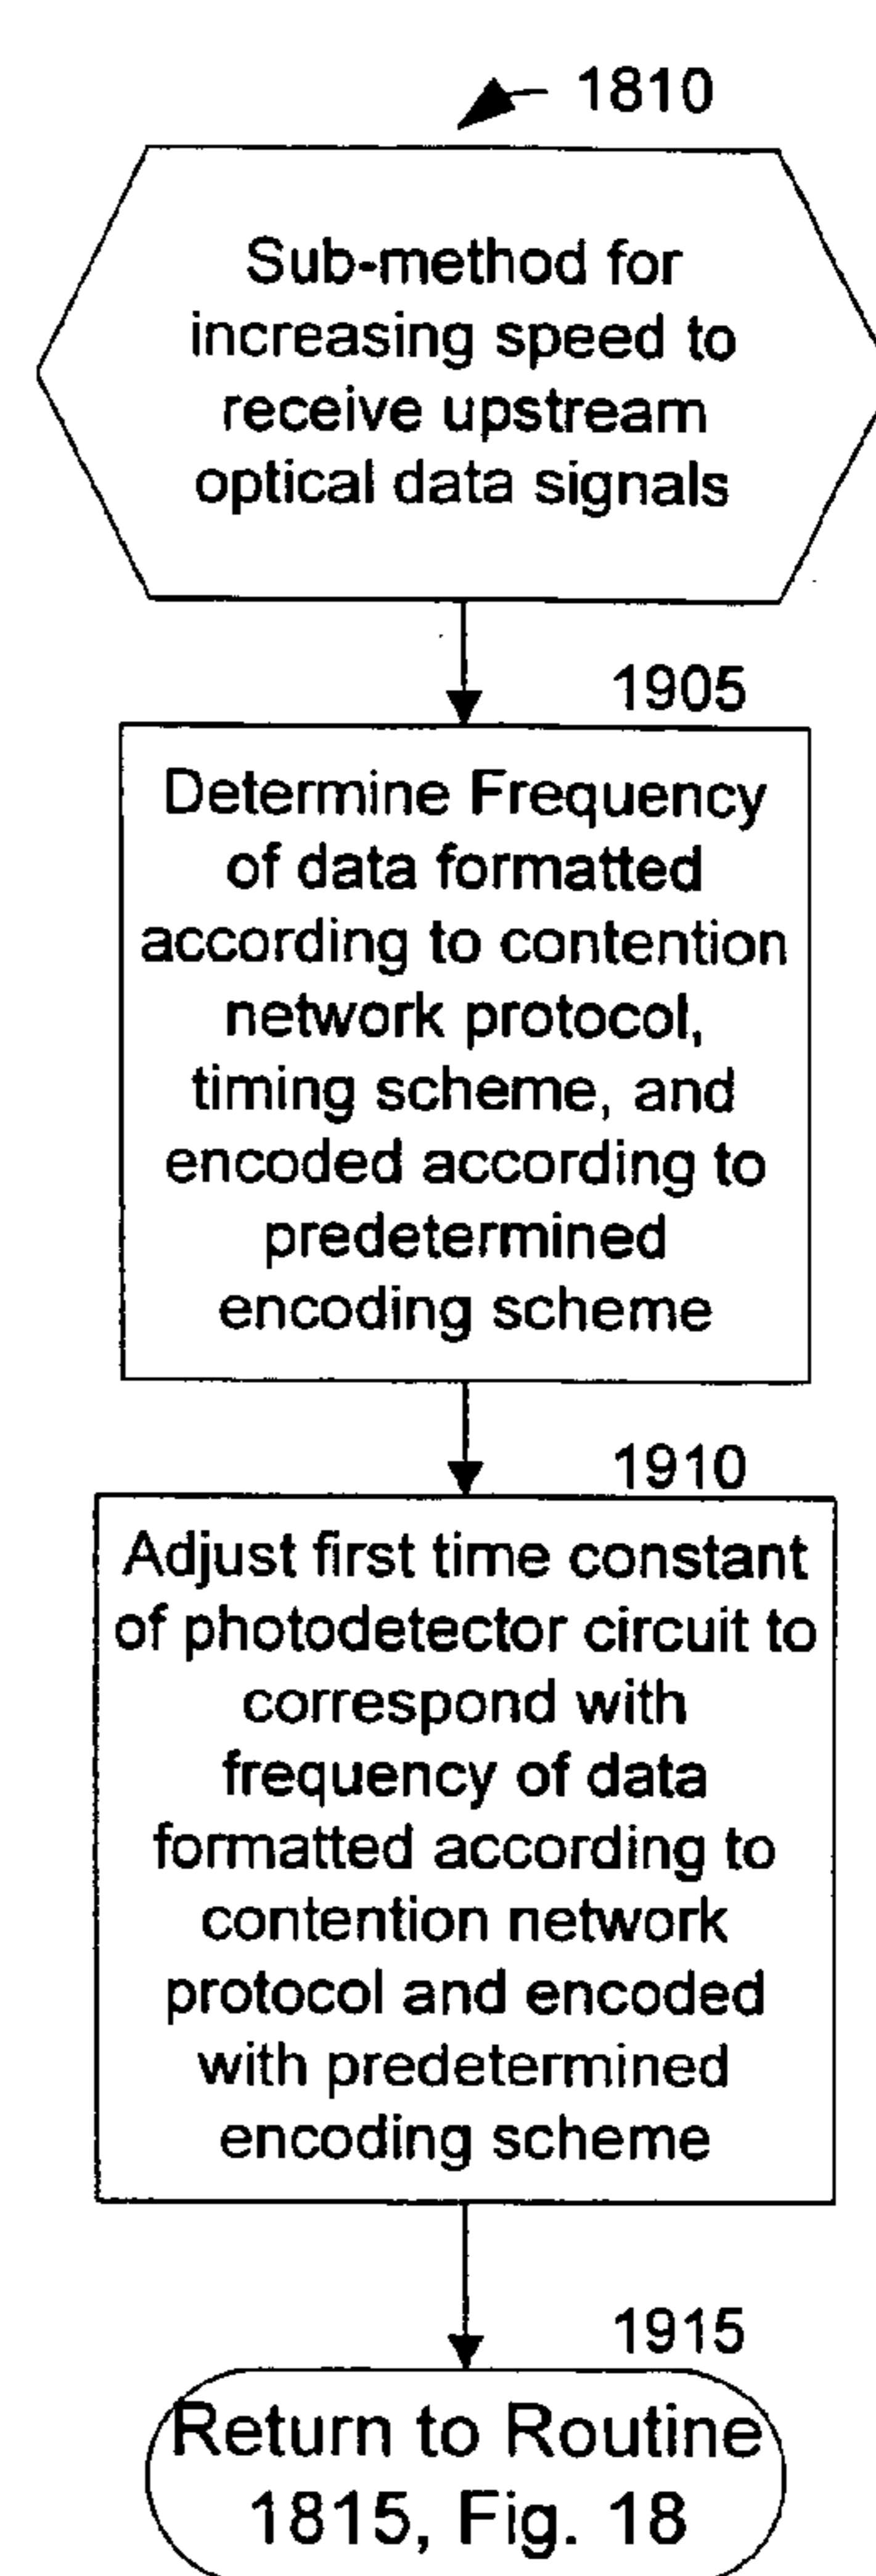 1810
Sub-method for
increasing speed to
receive upstream
optical data signals
1905
Determine Frequency
of data formatted
according to contention
network protocol,
timing scheme, and
encoded according to
predetermined
encoding scheme
1910
Adjust first time constant
of photodetector circuit to
correspond with
frequency of data
formatted according to
contention network
protocol and encoded
with predetermined
encoding scheme
1915
Return to Routine
1815, Fig. 18